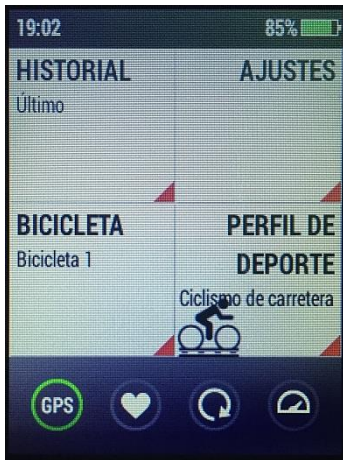 19:02
85%
HISTORIAL
Último
AJUSTES
BICICLETA
Bicicleta 1
PERFIL DE
DEPORTE
Ciclismo de carretera
GPS